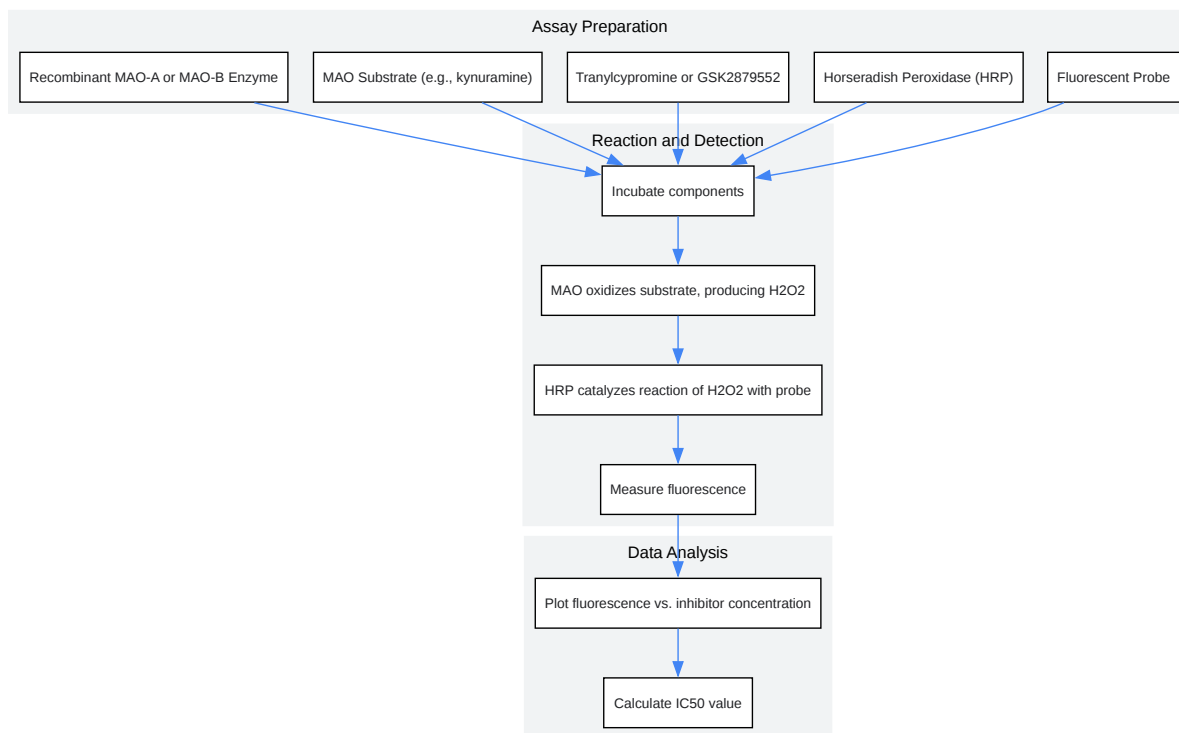 Assay Preparation
Recombinant MAO-A or MAO-B Enzyme
MAO Substrate (e.g., kynuramine)
Tranylcypromine or GSK2879552
Horseradish Peroxidase (HRP)
Fluorescent Probe
Reaction and Detection
Incubate components
MAO oxidizes substrate, producing H2O2
HRP catalyzes reaction of H2O2 with probe
Measure fluorescence
Data Analysis
Plot fluorescence vs. inhibitor concentration
Calculate IC50 value